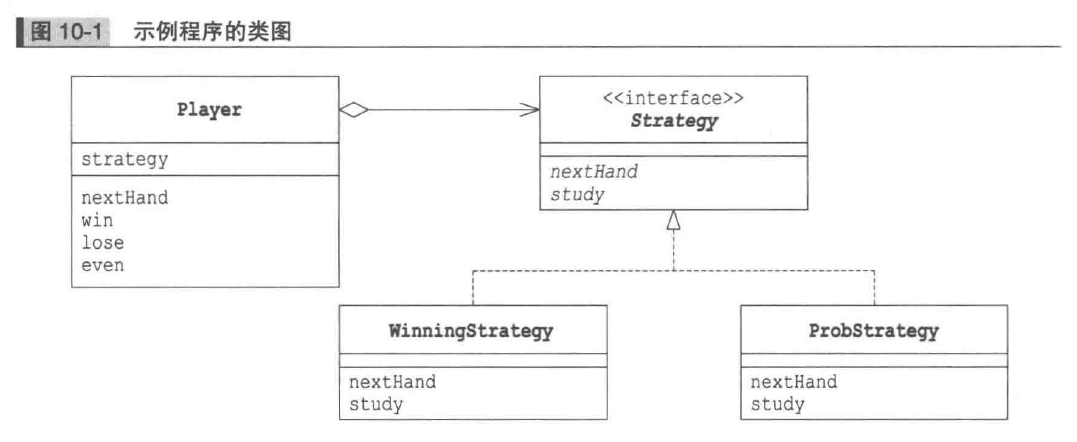 图 10-1 示例程序的类图
Player
strategy
nextHand
win
lose
even
<<interface>>
Strategy
nextHand
study
WinningStrategy
nextHand
study
ProbStrategy
nextHand
study